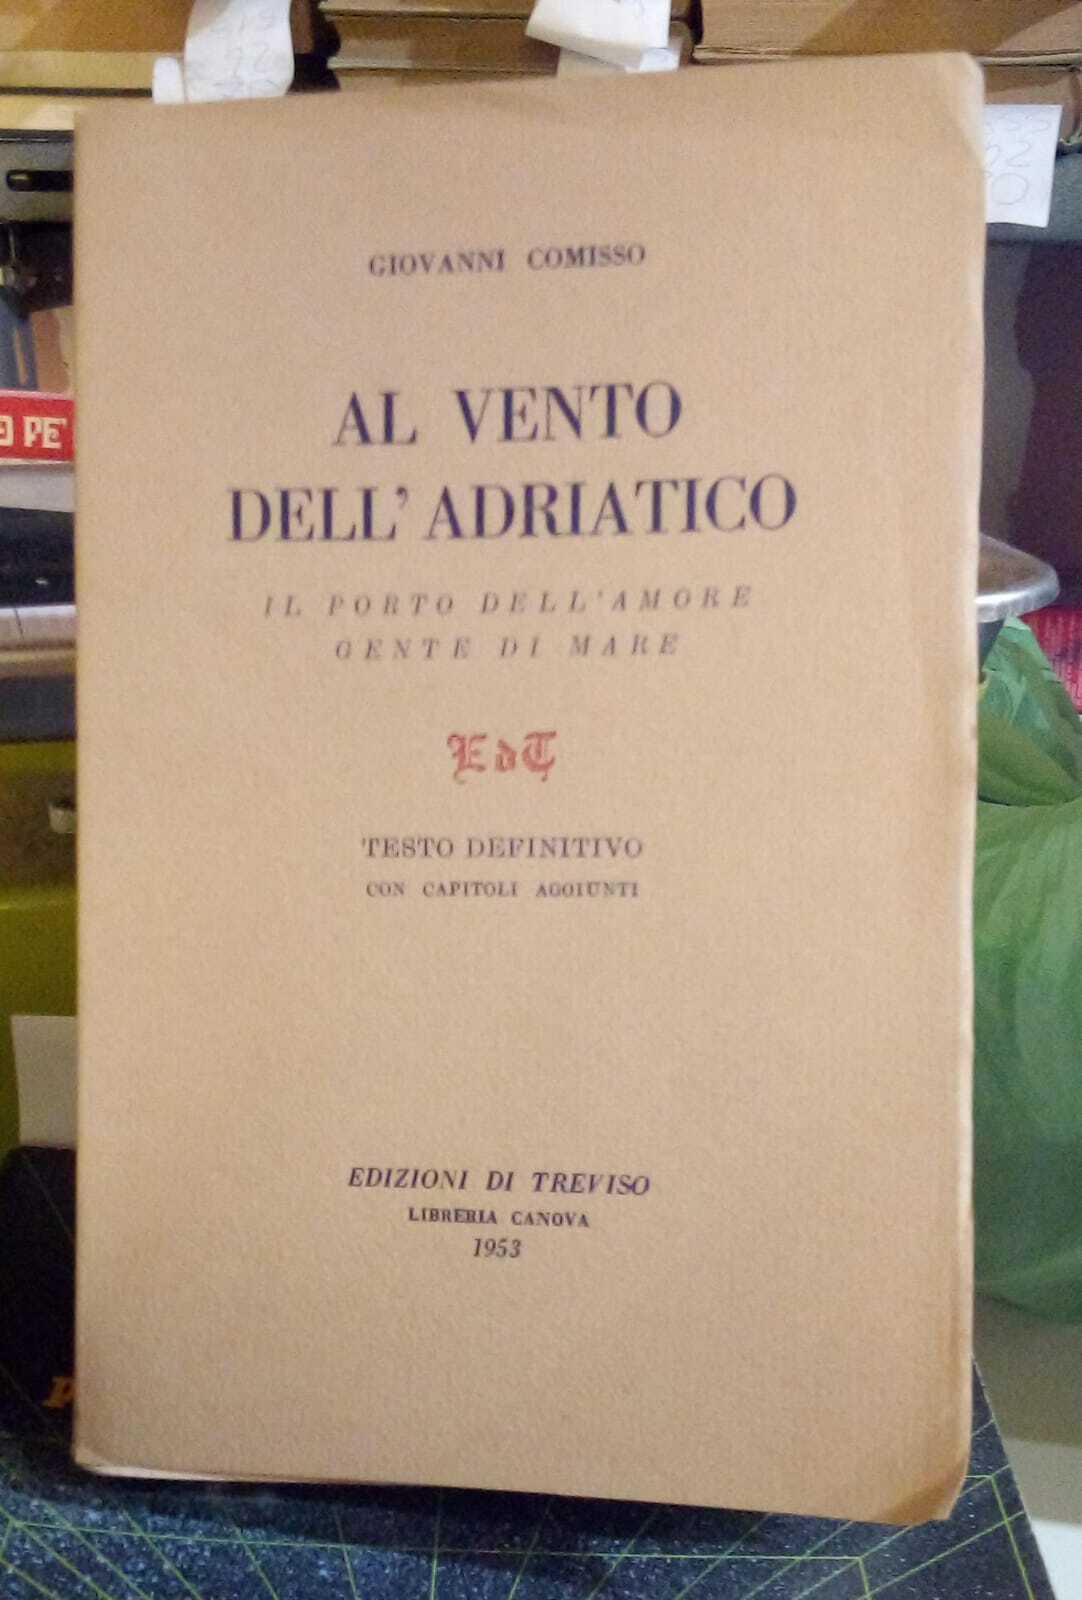 GIOVANNI COMISSO
AL VENTO
DELL'ADRIATICO
IL PORTO DELL'AMORE
GENTE DI MARE
EdT
TESTO DEFINITIVO
CON CAPITOLI AGGIUNTI
EDIZIONI DI TREVISO
LIBRERIA CANOVA
1953
PE